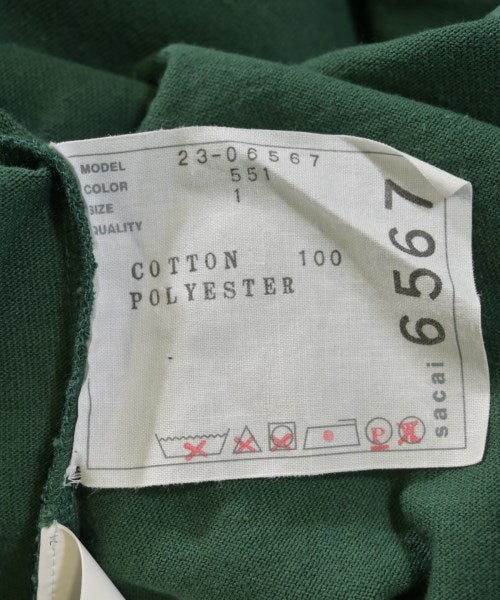 MODEL 23-06567
COLOR 551
SIZE 1
QUALITY
COTTON 100
POLYESTER
sacai 6567
P